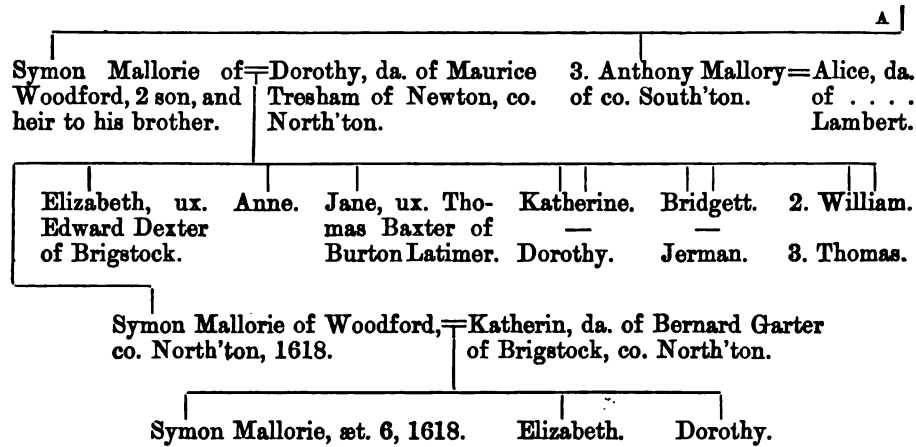 A
Symon Mallorie of=Dorothy, da. of Maurice 3. Anthony Mallory=Alice, da.
Woodford, 2 son, and Tresham of Newton, co. of co. South'ton. of . . . .
heir to his brother. North'ton. Lambert.
Elizabeth, ux. Anne. Jane, ux. Tho- Katherine. Bridgett. 2. William.
Edward Dexter mas Baxter of — —
of Brigstock. Burton Latimer. Dorothy. Jerman. 3. Thomas.
Symon Mallorie of Woodford,=Katherin, da. of Bernard Garter
co. North'ton, 1618. of Brigstock, co. North'ton.
Symon Mallorie, æt. 6, 1618. Elizabeth. Dorothy.